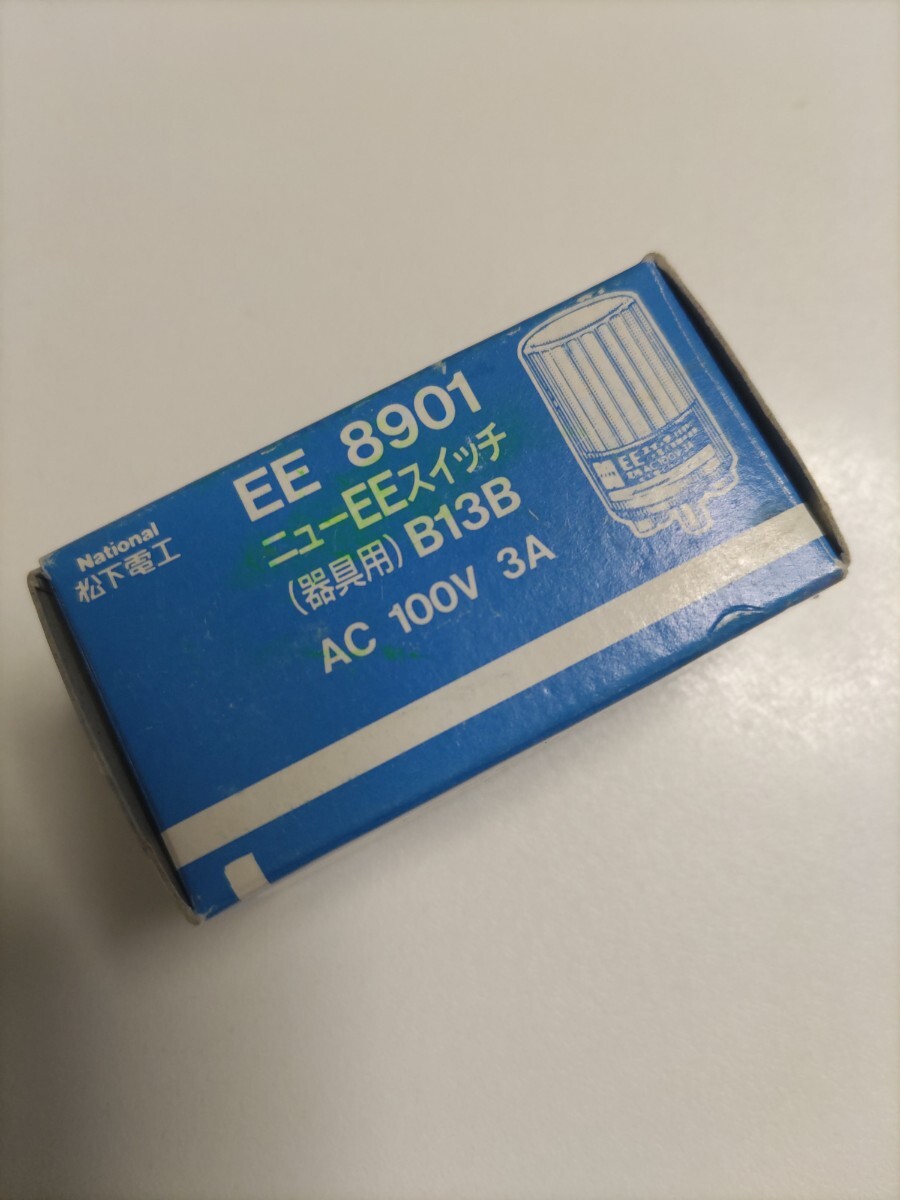 National
松下電工
EE 8901
ニューEEスイッチ
(器具用) B13B
AC 100V 3A
EE